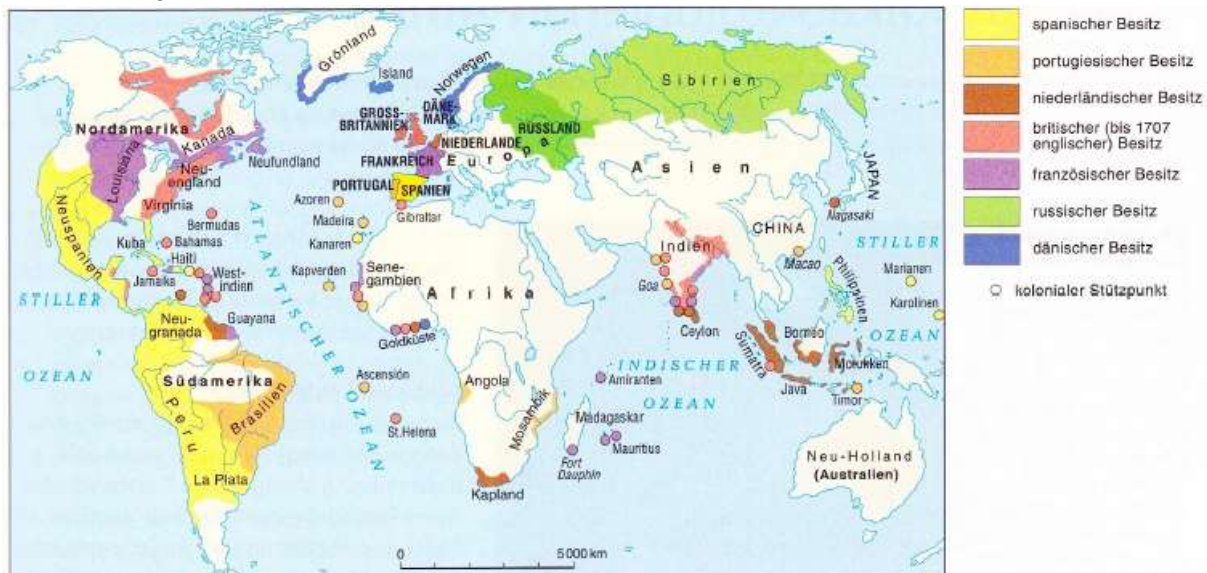 Grönland
Island
Norwegen
Sibirien
GROSS-
BRITANNIEN
DÄNE-
MARK
RUSSLAND
NIEDERLANDE
Nordamerika
Kanada
Neufundland
FRANKREICH
Europa
Louisiana
Neu-
england
PORTUGAL
SPANIEN
Asien
JAPAN
Neuspanien
Virginia
Azoren
Gibraltar
Bermudas
Madeira
Nagasaki
Kuba
Bahamas
Kanaren
CHINA
Indien
STILLER
Haiti
Kapverden
Sene-
gambien
Macao
Marianen
Jamaika
West-
indien
ATLANTISCHER
OZEAN
Afrika
Goa
Philippinen
Karolinen
STILLER
Neu-
granada
Guayana
Goldküste
Ceylon
Borneo
OZEAN
OZEAN
Südamerika
Ascensión
Angola
INDISCHER
OZEAN
Amiranten
Sumatra
Molukken
Java
Timor
Peru
Brasilien
St.Helena
Mosambik
Madagaskar
Mauritius
Fort
Dauphin
La Plata
Kapland
Neu-Holland
(Australien)
0 5000 km
spanischer Besitz
portugiesischer Besitz
niederländischer Besitz
britischer (bis 1707
englischer) Besitz
französischer Besitz
russischer Besitz
dänischer Besitz
kolonialer Stützpunkt